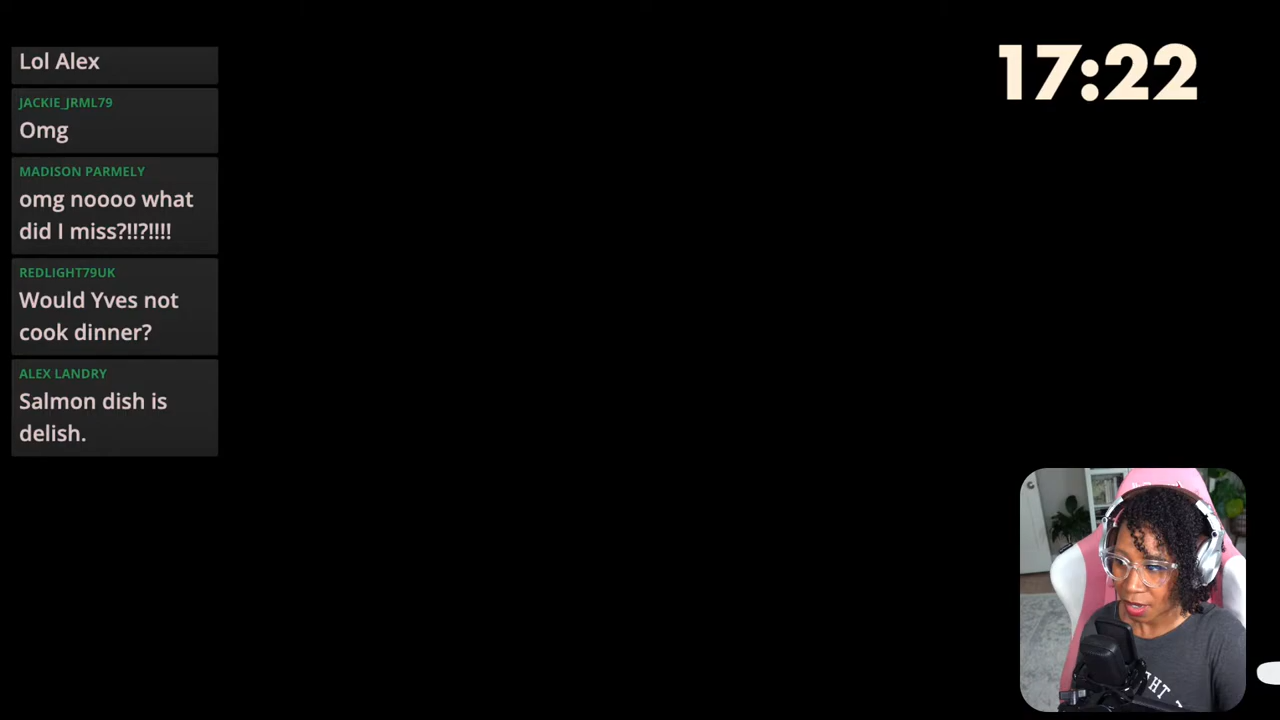 Lol Alex
JACKIE_JRML79
Omg
MADISON PARMELY
omg noooo what
did I miss?!!?!!!!
REDLIGHT79UK
Would Yves not
cook dinner?
ALEX LANDRY
Salmon dish is
delish.
17:22